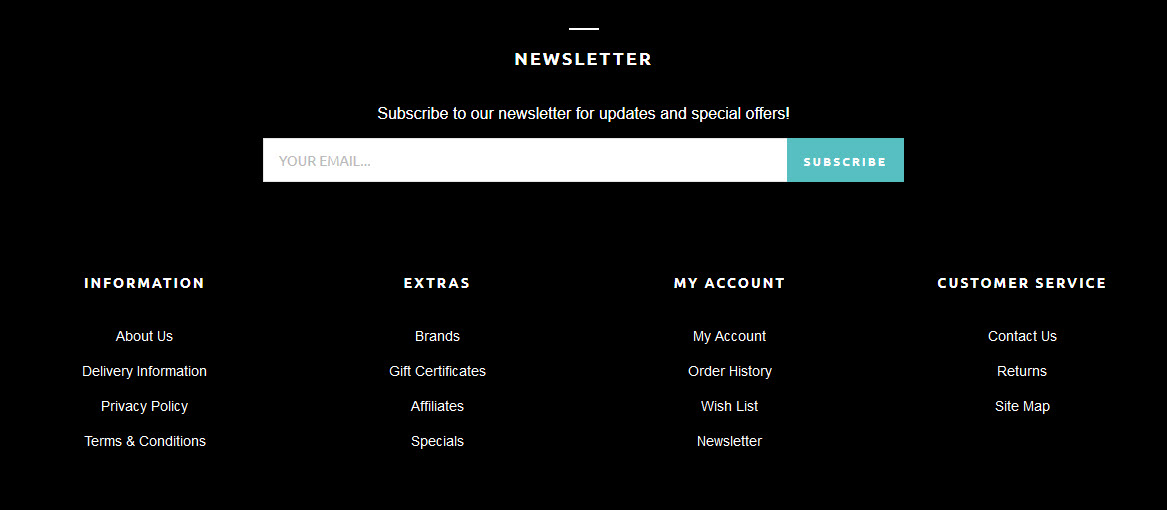 NEWSLETTER
Subscribe to our newsletter for updates and special offers!
YOUR EMAIL...
SUBSCRIBE
INFORMATION
About Us
Delivery Information
Privacy Policy
Terms & Conditions
EXTRAS
Brands
Gift Certificates
Affiliates
Specials
MY ACCOUNT
My Account
Order History
Wish List
Newsletter
CUSTOMER SERVICE
Contact Us
Returns
Site Map